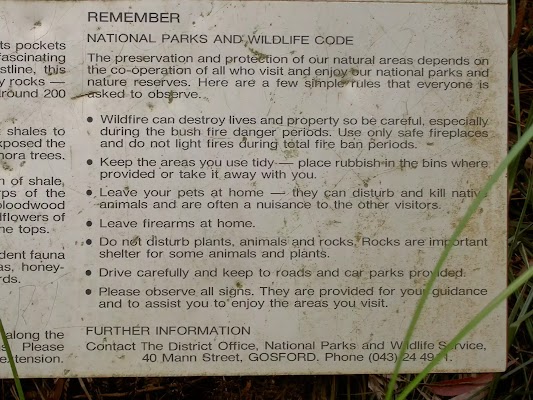 ts pockets
fascinating
stline, this
y rocks —
round 200
shales to
xposed the
nora trees.
n of shale,
rps of the
bloodwood
dflowers of
he tops.
dent fauna
as, honey-
rds.
along the
s. Please
extension.
REMEMBER
NATIONAL PARKS AND WILDLIFE CODE
The preservation and protection of our natural areas depends on
the co-operation of all who visit and enjoy our national parks and
nature reserves. Here are a few simple rules that everyone is
asked to observe.
• Wildfire can destroy lives and property so be careful, especially
during the bush fire danger periods. Use only safe fireplaces
and do not light fires during total fire ban periods.
• Keep the areas you use tidy — place rubbish in the bins where
provided or take it away with you.
• Leave your pets at home — they can disturb and kill native
animals and are often a nuisance to the other visitors.
• Leave firearms at home.
• Do not disturb plants, animals and rocks. Rocks are important
shelter for some animals and plants.
• Drive carefully and keep to roads and car parks provided.
• Please observe all signs. They are provided for your guidance
and to assist you to enjoy the areas you visit.
FURTHER INFORMATION
Contact The District Office, National Parks and Wildlife Service,
40 Mann Street, GOSFORD. Phone (043) 24